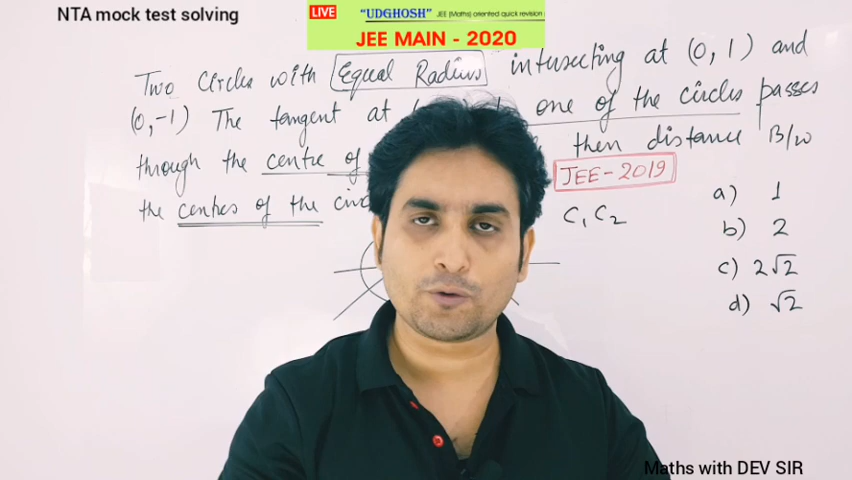 NTA mock test solving
LIVE
"UDGHOSH" JEE (Maths) oriented quick revision
JEE MAIN - 2020
Two Circles with Equal Radius intersecting at (0, 1) and
(0, -1) The tangent at one of the circles passes
through the centre of then distance B/w
the centres of the circ
JEE-2019
C₁ C₂
a) 1
b) 2
c) 2√2
d) √2
Maths with DEV SIR